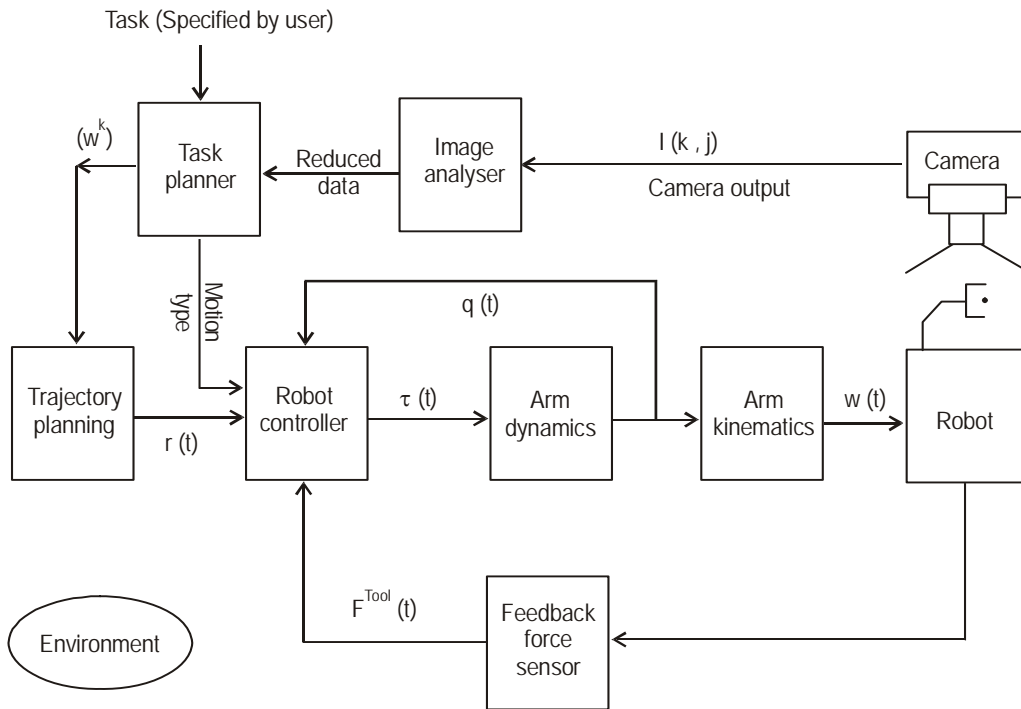 Task (Specified by user)
(w^k)
Task
planner
Reduced
data
Image
analyser
I (k , j)
Camera output
Camera
Motion
type
q (t)
Trajectory
planning
r (t)
Robot
controller
τ (t)
Arm
dynamics
Arm
kinematics
w (t)
Robot
F^Tool (t)
Feedback
force
sensor
Environment